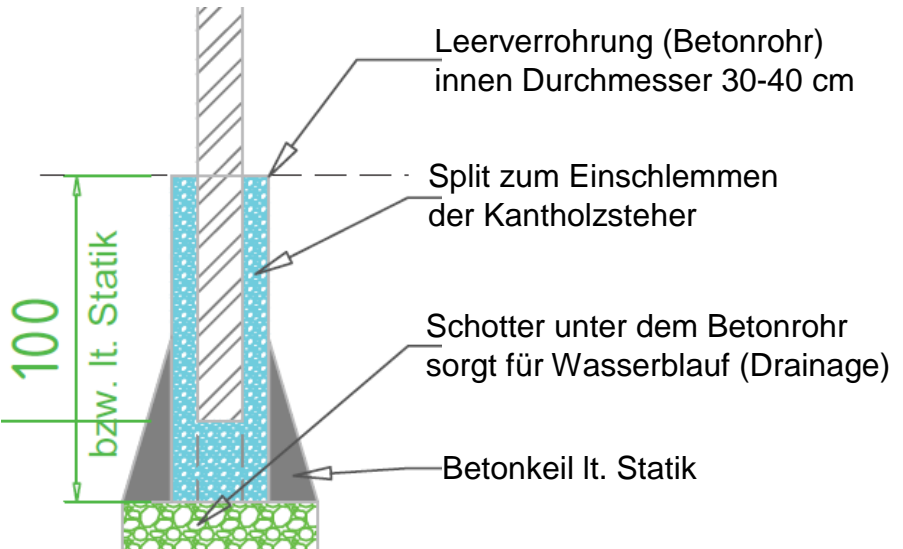 Leerverrohrung (Betonrohr)
innen Durchmesser 30-40 cm
Split zum Einschlemmen
der Kantholzsteher
Schotter unter dem Betonrohr
sorgt für Wasserblauf (Drainage)
Betonkeil lt. Statik
100
bzw. lt. Statik